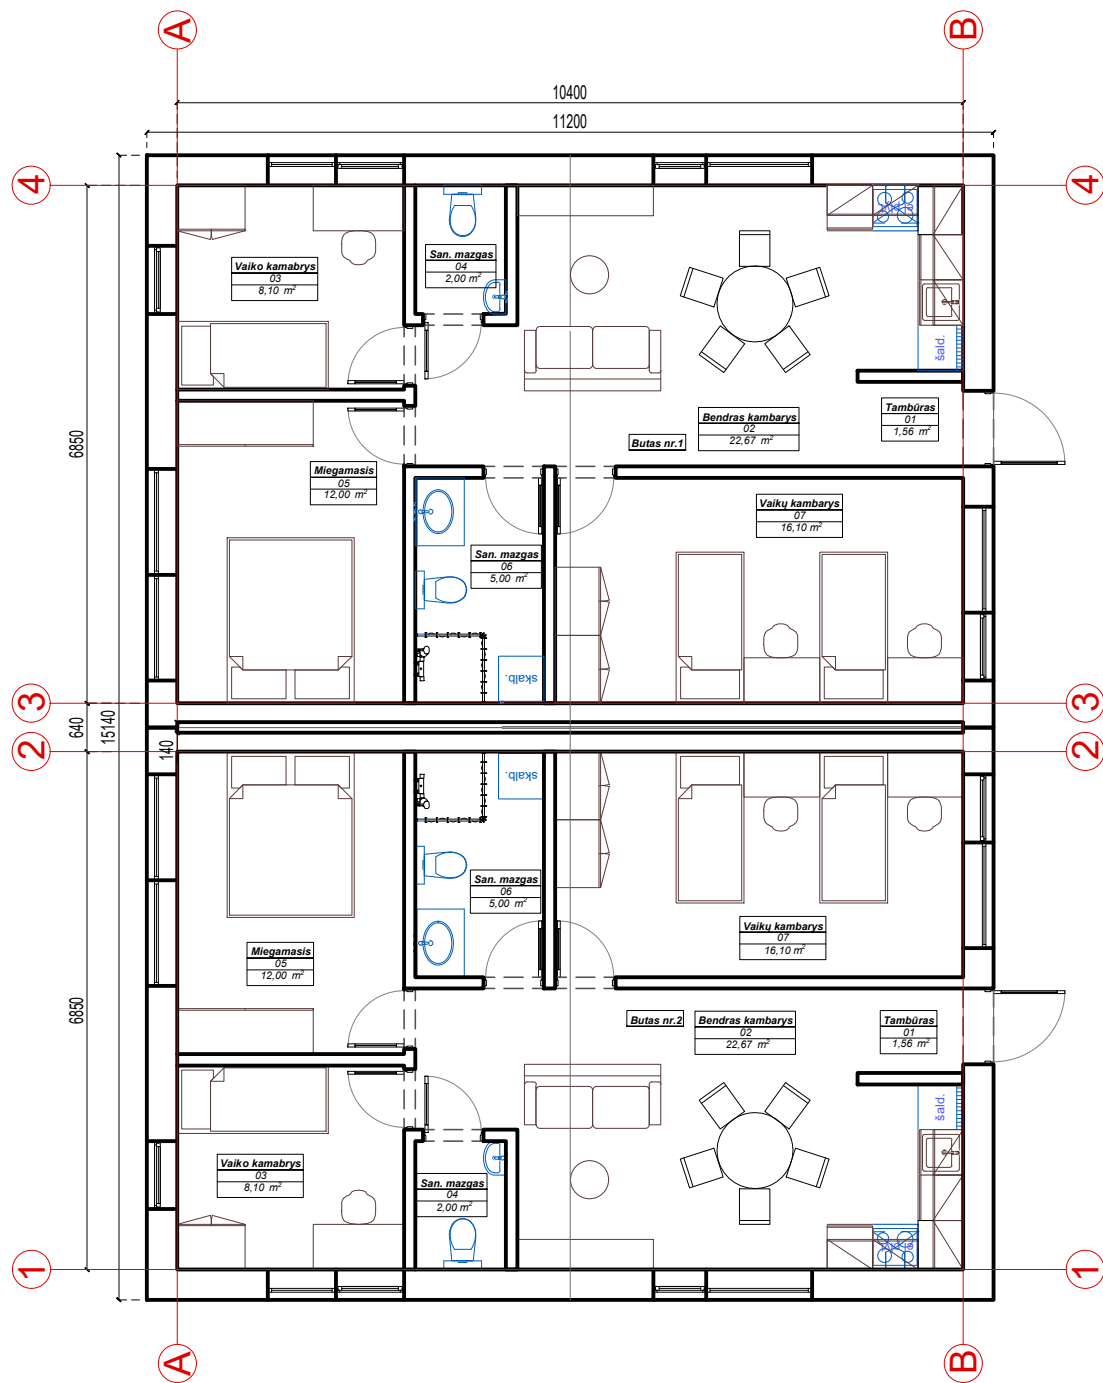 A
B
10400
11200
4
4
Vaiko kamabrys
03
8,10 m²
San. mazgas
04
2,00 m²
šald.
6850
Bendras kambarys
02
22,67 m²
Tambūras
01
1,56 m²
Butas nr.1
Miegamasis
05
12,00 m²
Vaikų kambarys
07
16,10 m²
San. mazgas
06
5,00 m²
skalb.
3
3
640
15140
140
2
2
skalb.
San. mazgas
06
5,00 m²
Vaikų kambarys
07
16,10 m²
Miegamasis
05
12,00 m²
6850
Butas nr.2
Bendras kambarys
02
22,67 m²
Tambūras
01
1,56 m²
šald.
Vaiko kamabrys
03
8,10 m²
San. mazgas
04
2,00 m²
1
1
A
B